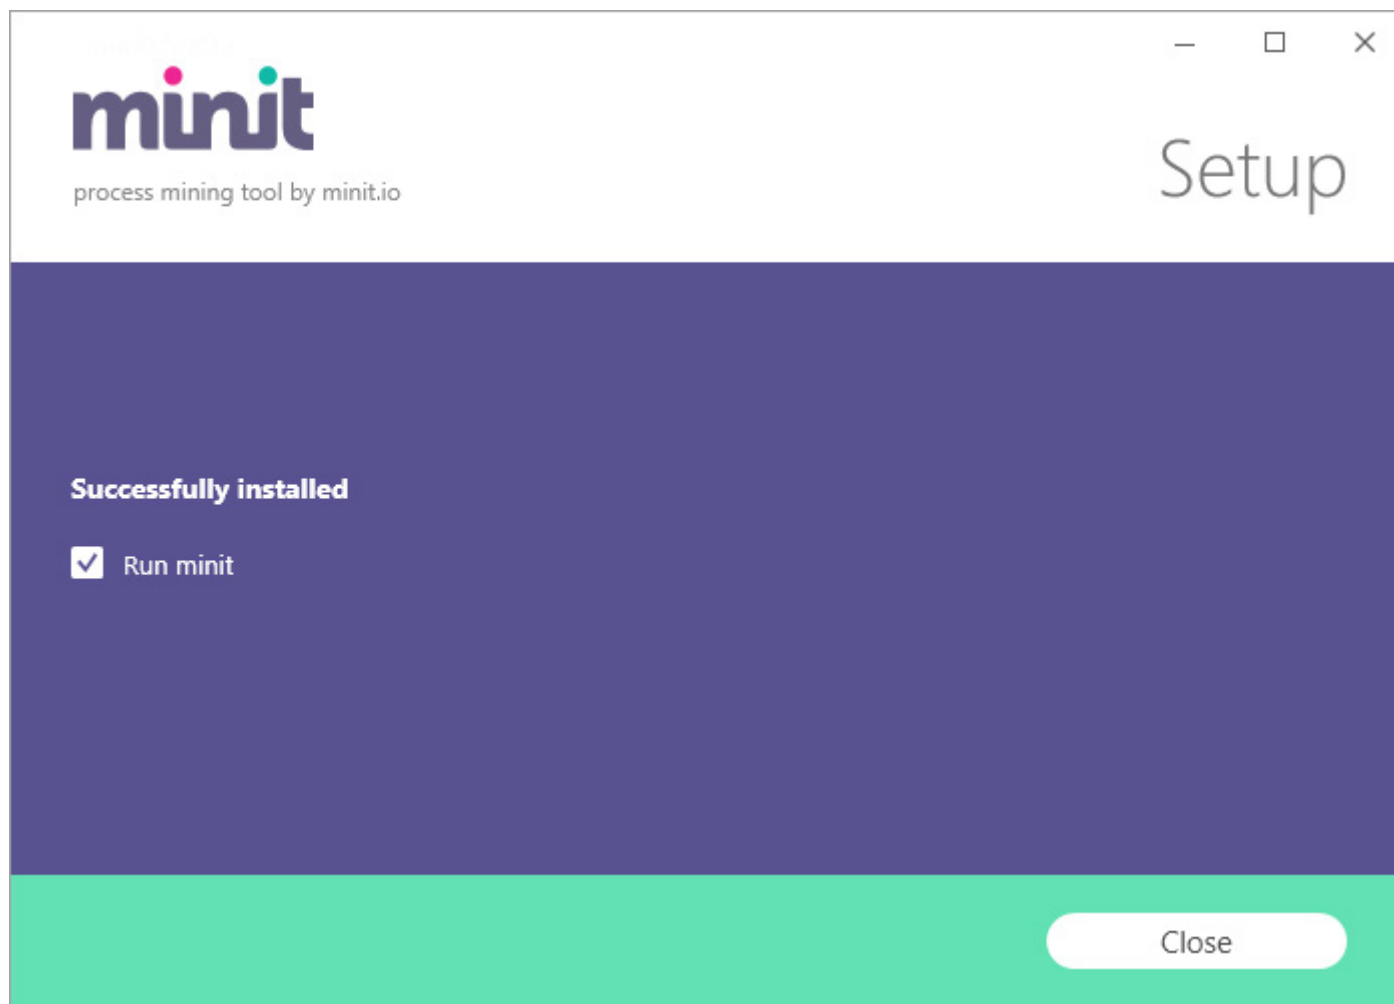 minit
process mining tool by minit.io
Setup
Successfully installed
Run minit
Close